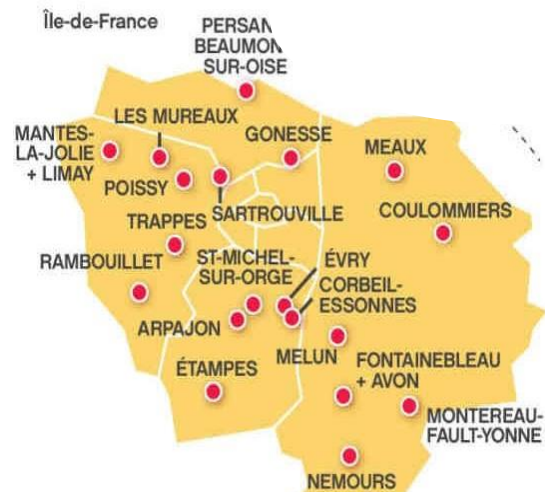 Île-de-France
PERSAN
BEAUMON
SUR-OISE
LES MUREAUX
MANTES-
LA-JOLIE
+ LIMAY
GONESSE
MEAUX
POISSY
SARTROUVILLE
TRAPPES
COULOMMIERS
ST-MICHEL-
SUR-ORGE
ÉVRY
RAMBOUILLET
CORBEIL-
ESSONNES
ARPAJON
MELUN
FONTAINEBLEAU
+ AVON
ÉTAMPES
MONTEREAU-
FAULT-YONNE
NEMOURS